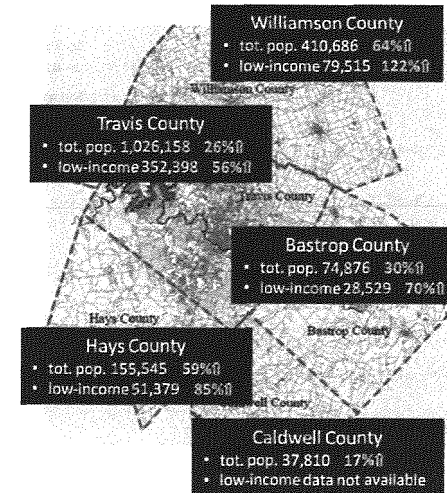 Williamson County
• tot. pop. 410,686 64%⇧
• low-income 79,515 122%⇧
Williamson County
Travis County
• tot. pop. 1,026,158 26%⇧
• low-income 352,398 56%⇧
Travis County
Bastrop County
• tot. pop. 74,876 30%⇧
• low-income 28,529 70%⇧
Hays County
Bastrop County
Hays County
• tot. pop. 155,545 59%⇧
• low-income 51,379 85%⇧
County
Caldwell County
• tot. pop. 37,810 17%⇧
• low-income data not available